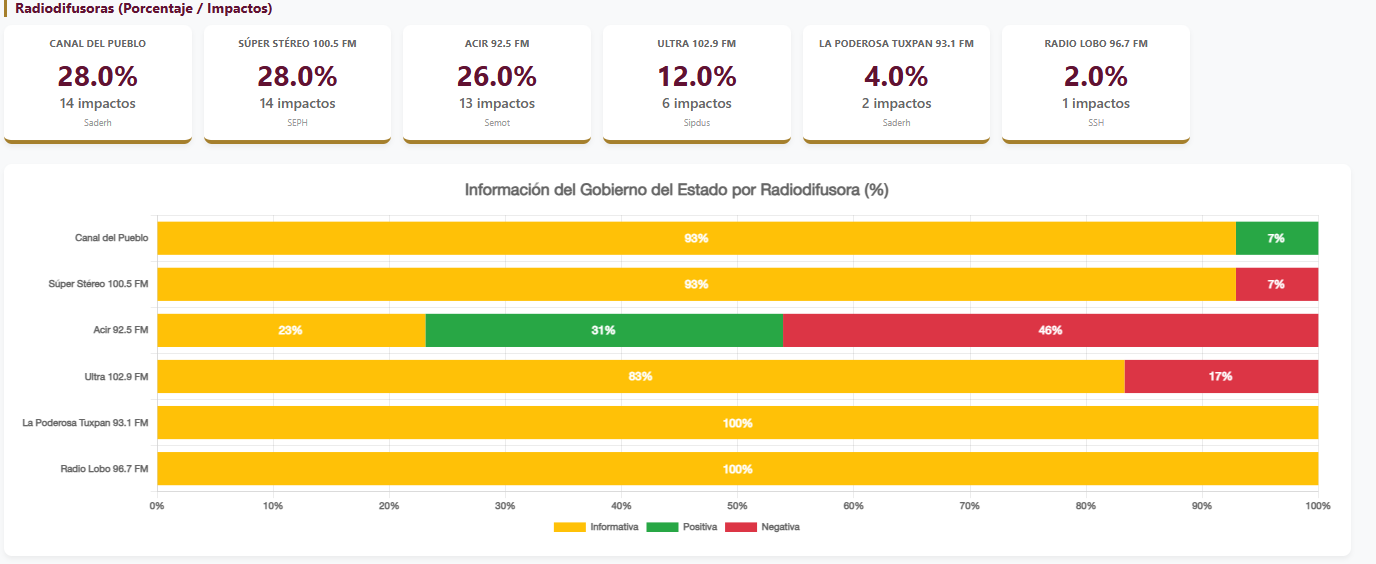 Radiodifusoras (Porcentaje / Impactos)
CANAL DEL PUEBLO
28.0%
14 impactos
Saderh
SÚPER STÉREO 100.5 FM
28.0%
14 impactos
SEPH
ACIR 92.5 FM
26.0%
13 impactos
Semot
ULTRA 102.9 FM
12.0%
6 impactos
Sipdus
LA PODEROSA TUXPAN 93.1 FM
4.0%
2 impactos
Saderh
RADIO LOBO 96.7 FM
2.0%
1 impactos
SSH
Información del Gobierno del Estado por Radiodifusora (%)
Canal del Pueblo 93% 7%
Súper Stéreo 100.5 FM 93% 7%
Acir 92.5 FM 23% 31% 46%
Ultra 102.9 FM 83% 17%
La Poderosa Tuxpan 93.1 FM 100%
Radio Lobo 96.7 FM 100%
0% 10% 20% 30% 40% 50% 60% 70% 80% 90% 100%
Informativa Positiva Negativa